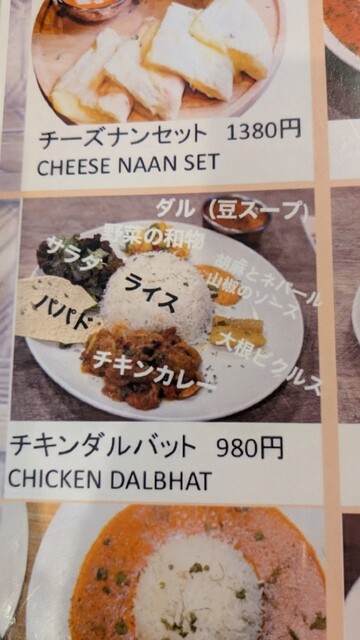 チーズナンセット 1380円
CHEESE NAAN SET
ダル (豆スープ)
野菜の和物
サラダ
胡麻とネパール
山椒のソース
ライス
パパド
大根ピクルス
チキンカレー
チキンダルバット 980円
CHICKEN DALBHAT